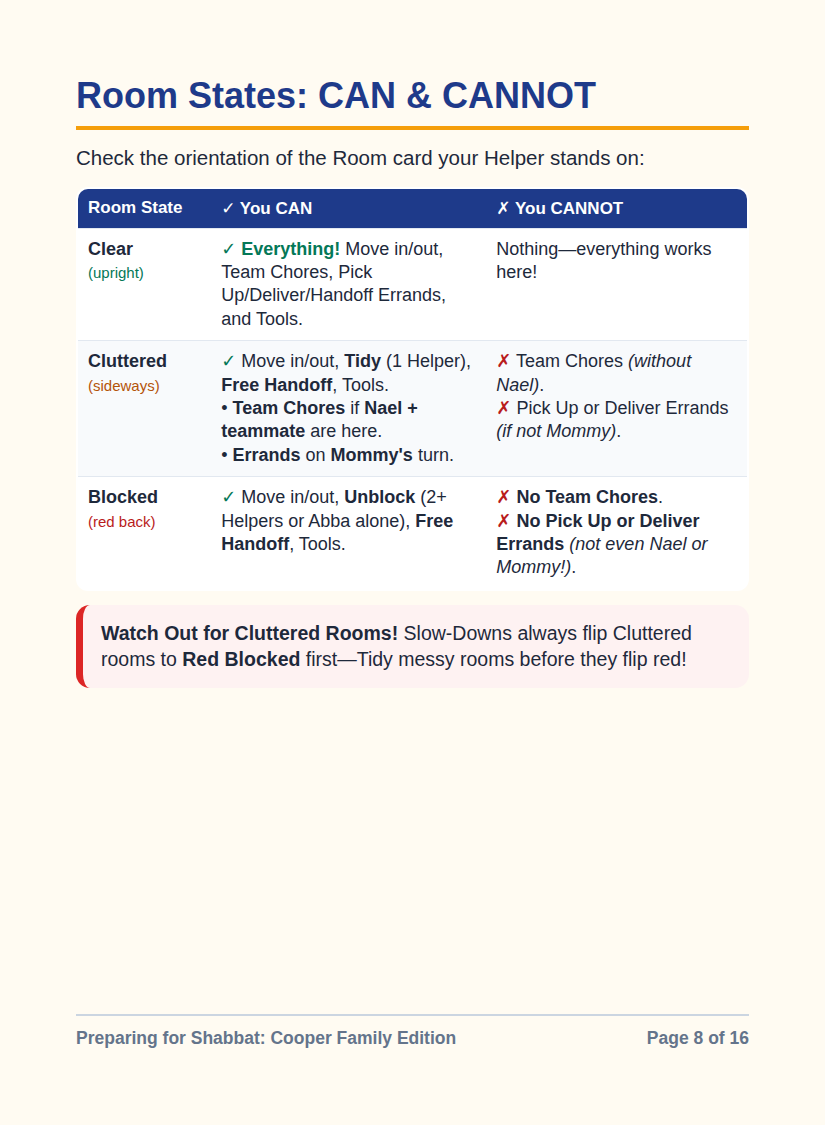 Room States: CAN & CANNOT
Check the orientation of the Room card your Helper stands on:
Room State ✓ You CAN ✗ You CANNOT
Clear
(upright)
✓ Everything! Move in/out,
Team Chores, Pick
Up/Deliver/Handoff Errands,
and Tools.
Nothing—everything works
here!
Cluttered
(sideways)
✓ Move in/out, Tidy (1 Helper),
Free Handoff, Tools.
• Team Chores if Nael +
teammate are here.
• Errands on Mommy's turn.
✗ Team Chores (without
Nael).
✗ Pick Up or Deliver Errands
(if not Mommy).
Blocked
(red back)
✓ Move in/out, Unblock (2+
Helpers or Abba alone), Free
Handoff, Tools.
✗ No Team Chores.
✗ No Pick Up or Deliver
Errands (not even Nael or
Mommy!).
Watch Out for Cluttered Rooms! Slow-Downs always flip Cluttered
rooms to Red Blocked first—Tidy messy rooms before they flip red!
Preparing for Shabbat: Cooper Family Edition Page 8 of 16